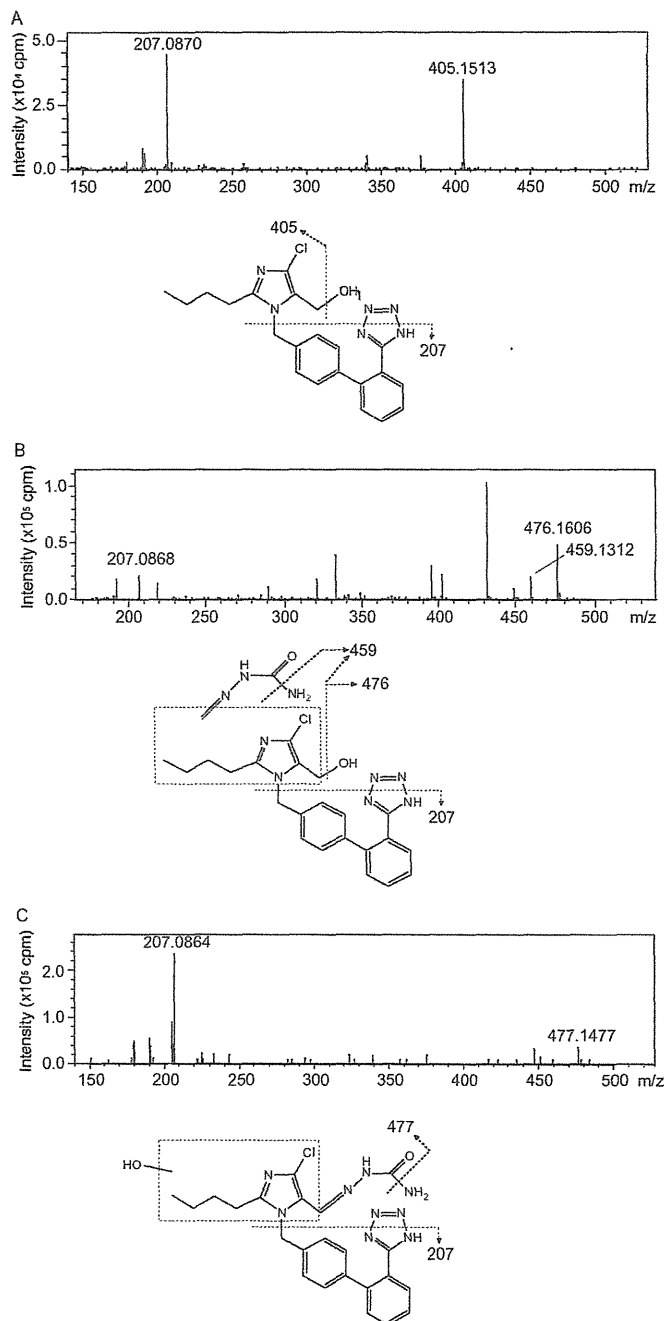 A
Intensity (x10⁴ cpm)
5.0
2.5
0.0
207.0870
405.1513
150 200 250 300 350 400 450 500 m/z
405
Cl
N
N
OH
N=N
N NH
207
B
Intensity (x10⁵ cpm)
1.0
0.5
0.0
207.0868
476.1606
459.1312
200 250 300 350 400 450 500
H
N
O
N
NH₂
459
476
Cl
N
N
OH
N=N
N NH
207
C
Intensity (x10⁵ cpm)
2.0
1.0
0.0
207.0864
477.1477
150 200 250 300 350 400 450 500 m/z
477
HO
Cl
H
N
O
N
N
NH₂
N
N=N
N NH
207